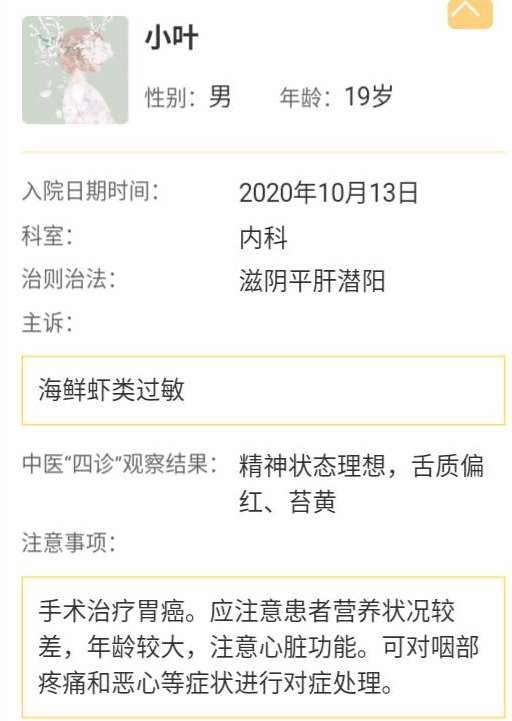 小叶
性别：男 年龄：19岁
入院日期时间： 2020年10月13日
科室： 内科
治则治法： 滋阴平肝潜阳
主诉：
海鲜虾类过敏
中医“四诊”观察结果： 精神状态理想，舌质偏
红、苔黄
注意事项：
手术治疗胃癌。应注意患者营养状况较
差，年龄较大，注意心脏功能。可对咽部
疼痛和恶心等症状进行对症处理。